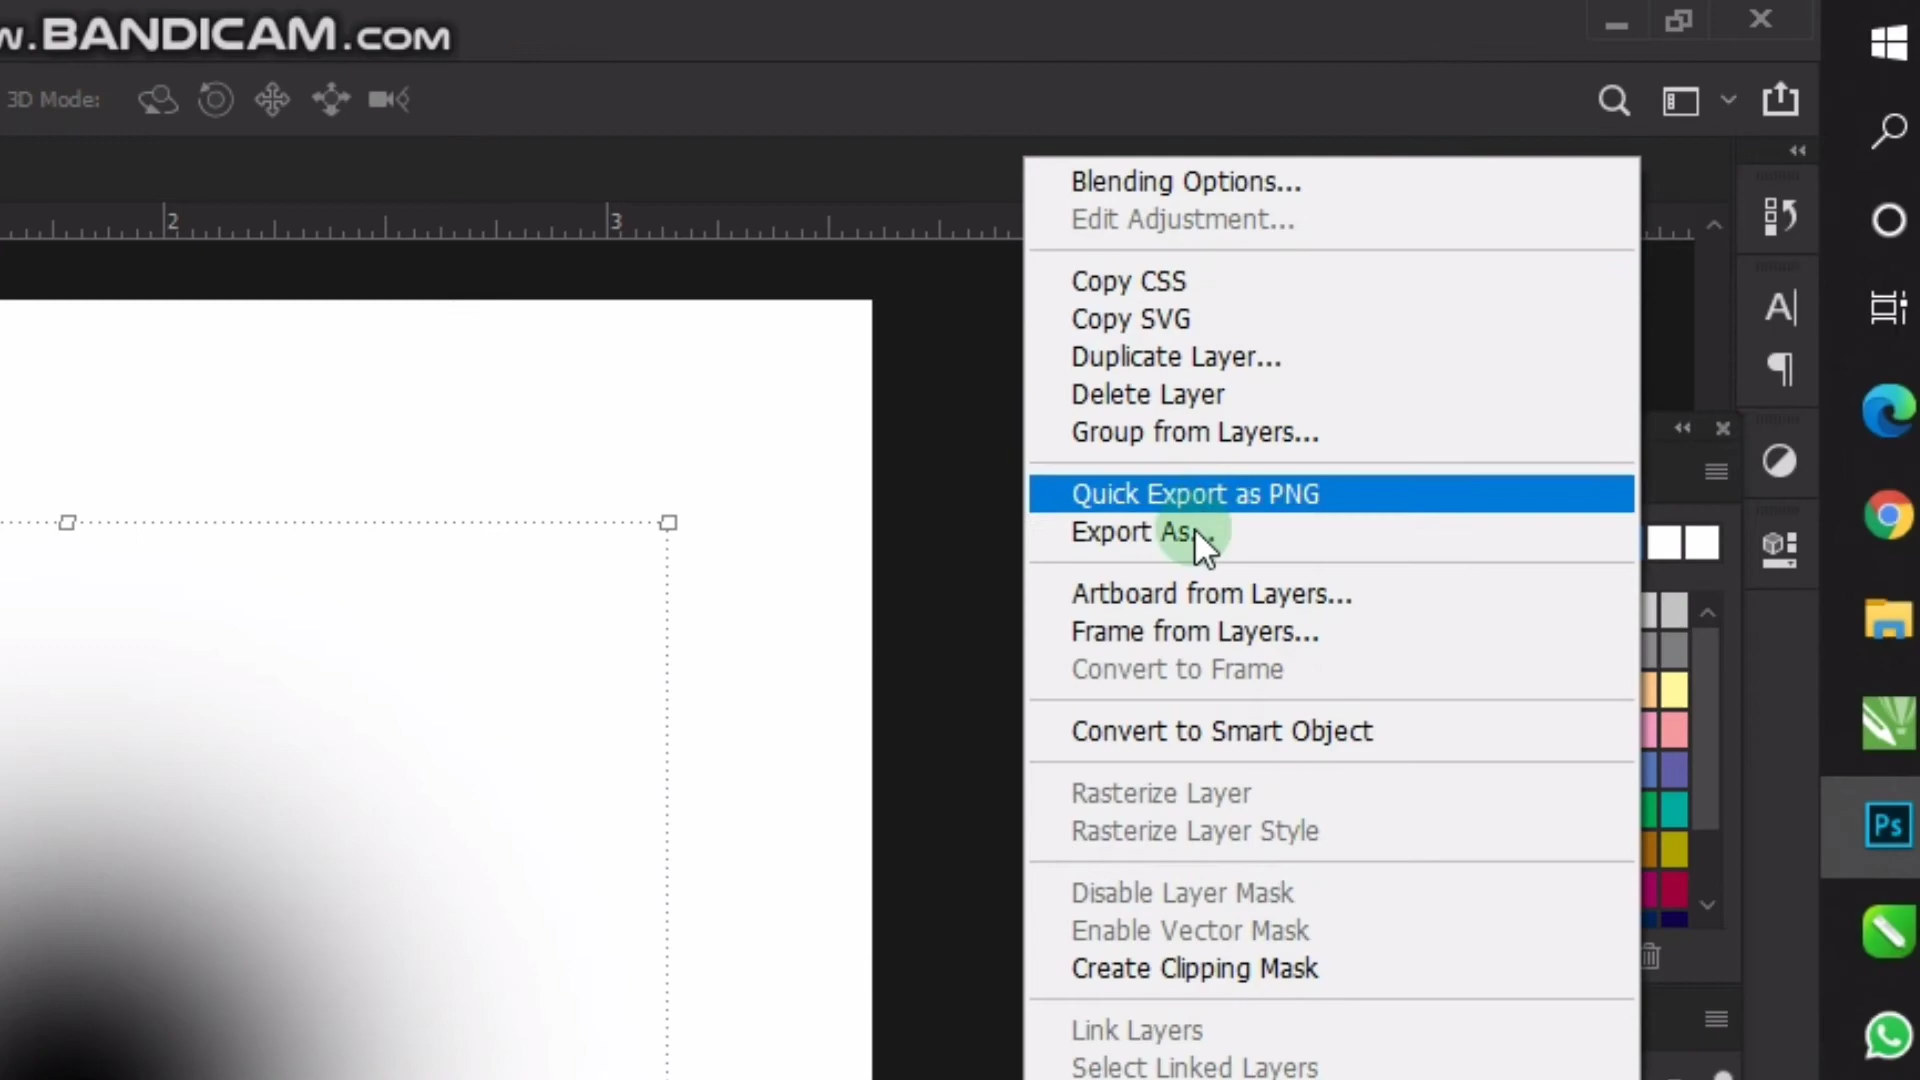 w.BANDICAM.COM
3D Mode:
2
3
Blending Options...
Edit Adjustment...
Copy CSS
Copy SVG
Duplicate Layer...
Delete Layer
Group from Layers...
Quick Export as PNG
Export As...
Artboard from Layers...
Frame from Layers...
Convert to Frame
Convert to Smart Object
Rasterize Layer
Rasterize Layer Style
Disable Layer Mask
Enable Vector Mask
Create Clipping Mask
Link Layers
Select Linked Layers
A
Ps